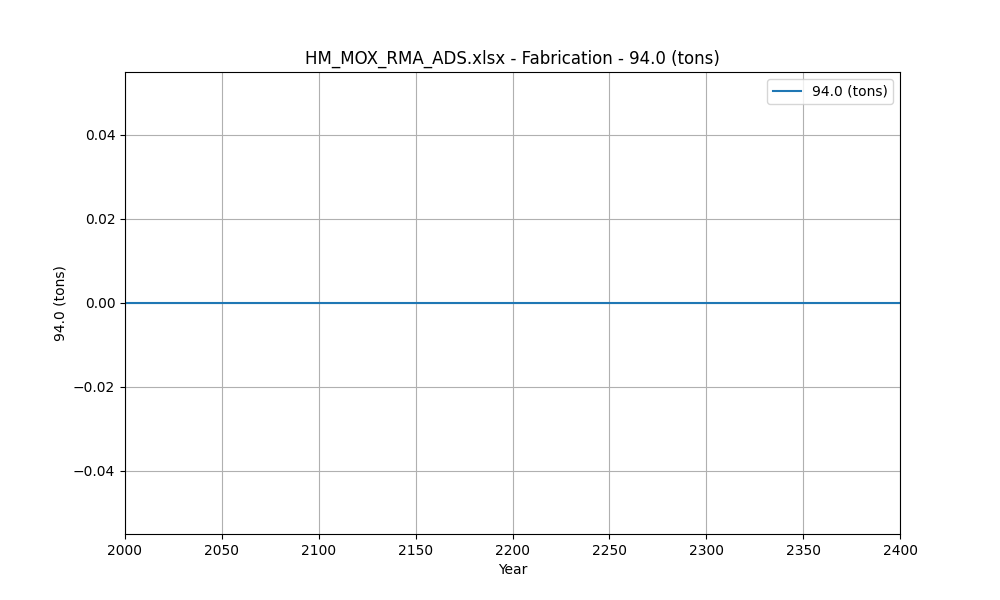 HM_MOX_RMA_ADS.xlsx - Fabrication - 94.0 (tons)
94.0 (tons)
0.04
0.02
0.00
−0.02
−0.04
94.0 (tons)
2000 2050 2100 2150 2200 2250 2300 2350 2400
Year